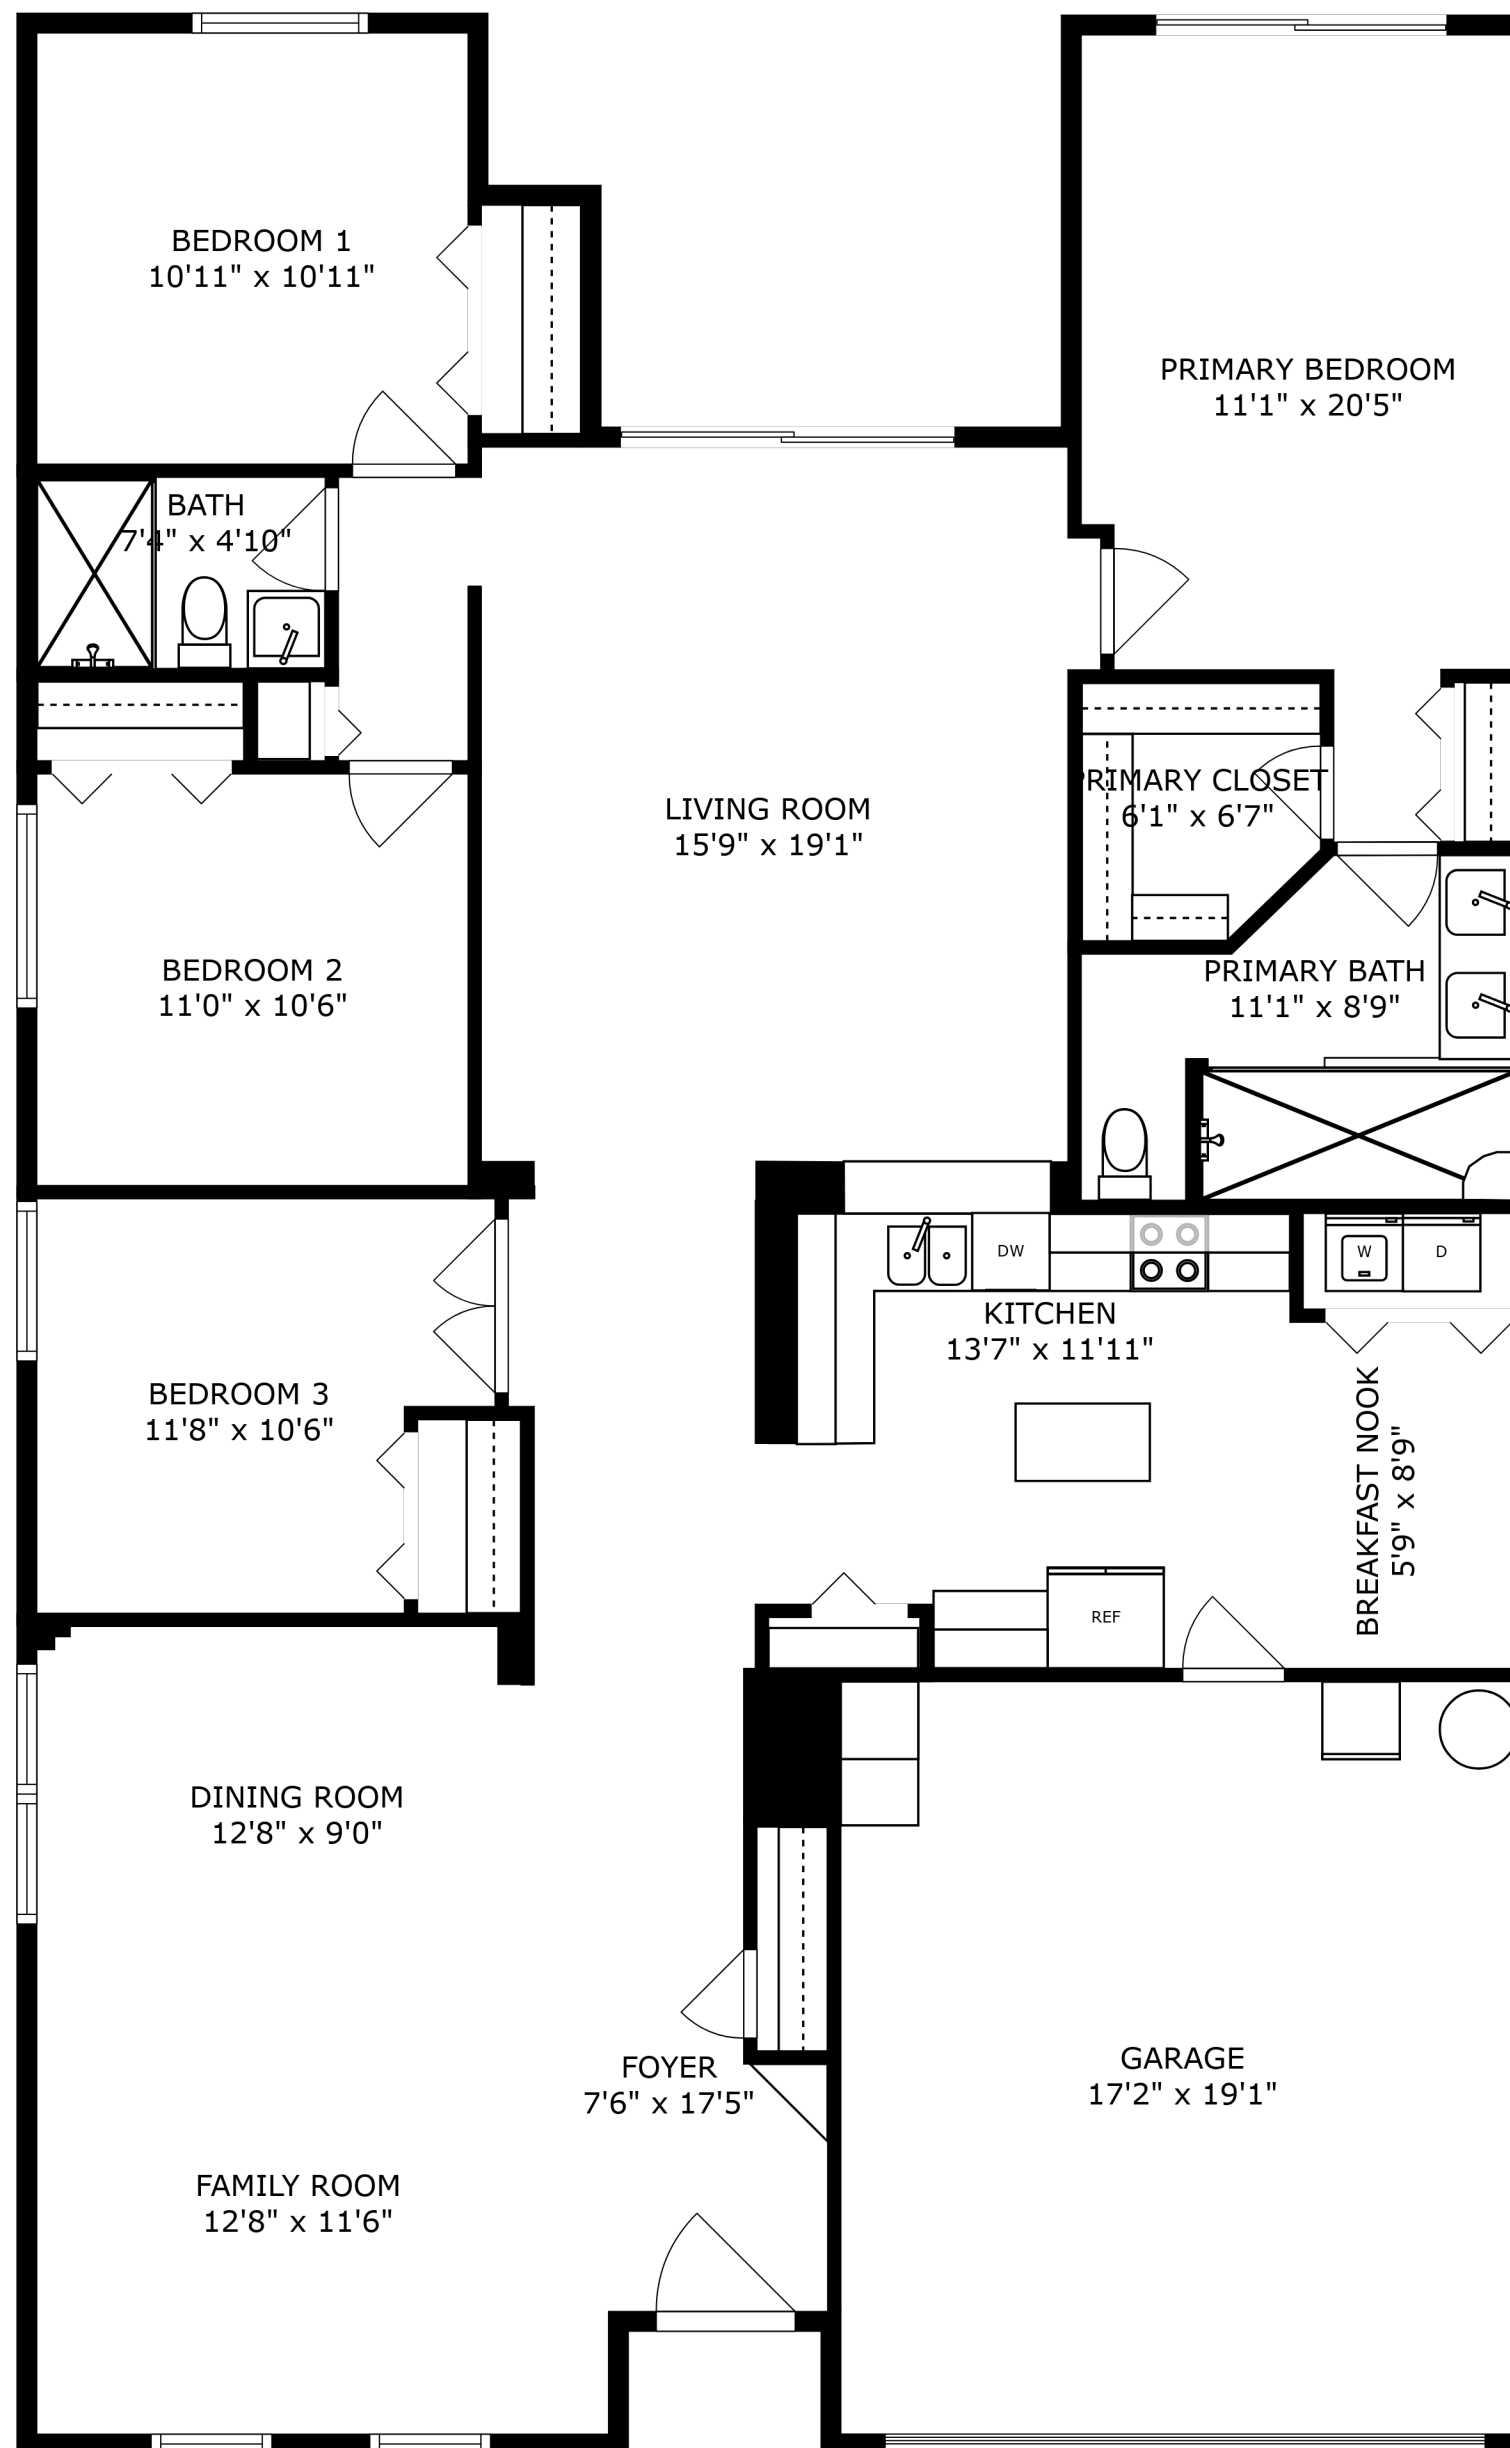 BEDROOM 1
10'11" x 10'11"
PRIMARY BEDROOM
11'1" x 20'5"
BATH
7'4" x 4'10"
LIVING ROOM
15'9" x 19'1"
PRIMARY CLOSET
6'1" x 6'7"
BEDROOM 2
11'0" x 10'6"
PRIMARY BATH
11'1" x 8'9"
DW
W
D
KITCHEN
13'7" x 11'11"
BEDROOM 3
11'8" x 10'6"
BREAKFAST NOOK
5'9" x 8'9"
REF
DINING ROOM
12'8" x 9'0"
FOYER
7'6" x 17'5"
GARAGE
17'2" x 19'1"
FAMILY ROOM
12'8" x 11'6"